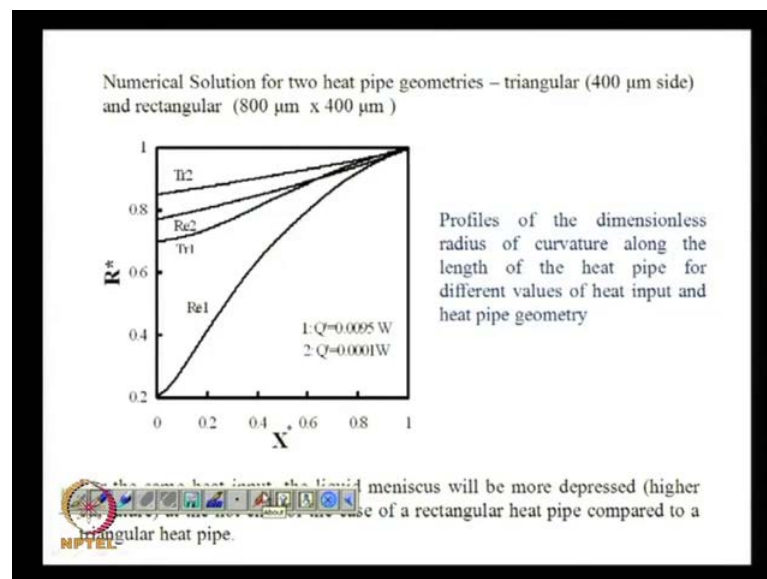 Numerical Solution for two heat pipe geometries – triangular (400 μm side)
and rectangular (800 μm x 400 μm )
1
0.8
0.6
0.4
0.2
R*
Tr2
Re2
Tr1
Re1
1: Q=0.0095 W
2: Q=0.0001W
0 0.2 0.4 0.6 0.8 1
X*
Profiles of the dimensionless
radius of curvature along the
length of the heat pipe for
different values of heat input and
heat pipe geometry
the same heat input, the liquid meniscus will be more depressed (higher
case of a rectangular heat pipe compared to a
triangular heat pipe.
About
NPTEL